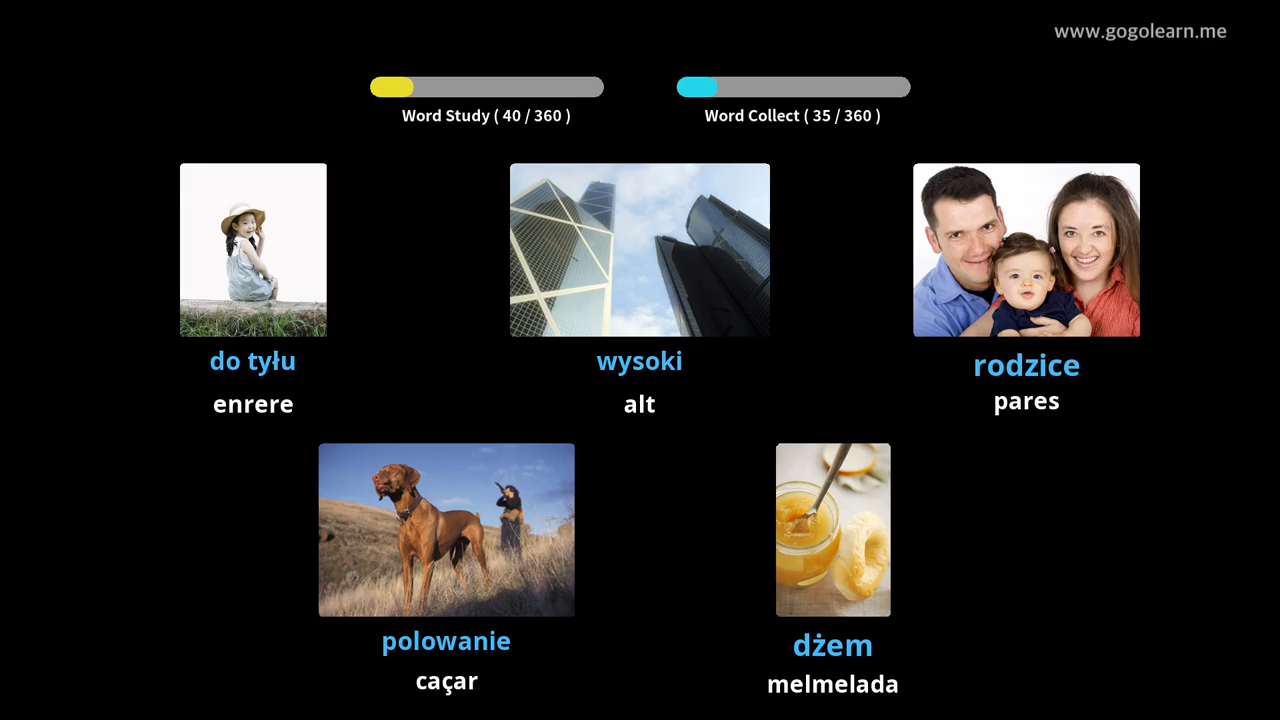 www.gogolearn.me
Word Study ( 40 / 360 )
Word Collect ( 35 / 360 )
do tyłu
enrere
wysoki
alt
rodzice
pares
polowanie
caçar
dżem
melmelada